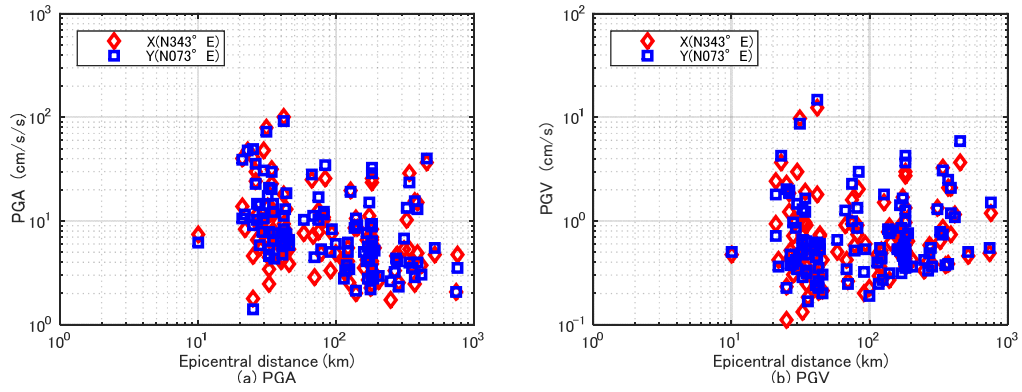 10³
10²
10¹
10⁰
PGA (cm/s/s)
X(N343° E)
Y(N073° E)
10⁰
10¹
10²
10³
Epicentral distance (km)
(a) PGA
10²
10¹
10⁰
10⁻¹
PGV (cm/s)
X(N343° E)
Y(N073° E)
10⁰
10¹
10²
10³
Epicentral distance (km)
(b) PGV